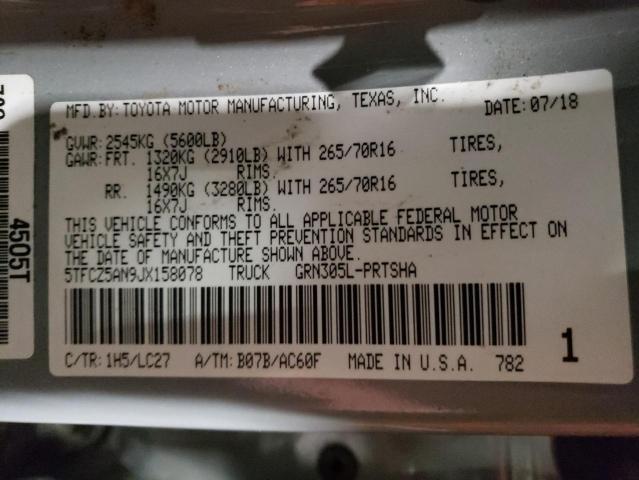 MFD.BY: TOYOTA MOTOR MANUFACTURING, TEXAS, INC. DATE: 07/18
GVWR: 2545KG (5600LB)
GAWR: FRT. 1320KG (2910LB) WITH 265/70R16 TIRES,
16X7J RIMS.
RR. 1490KG (3280LB) WITH 265/70R16 TIRES,
16X7J RIMS.
THIS VEHICLE CONFORMS TO ALL APPLICABLE FEDERAL MOTOR
VEHICLE SAFETY AND THEFT PREVENTION STANDARDS IN EFFECT ON
THE DATE OF MANUFACTURE SHOWN ABOVE.
5TFCZ5AN9JX158078 TRUCK GRN305L-PRTSHA
C/TR: 1H5/LC27 A/TM: B07B/AC60F MADE IN U.S.A. 782
1
4505T